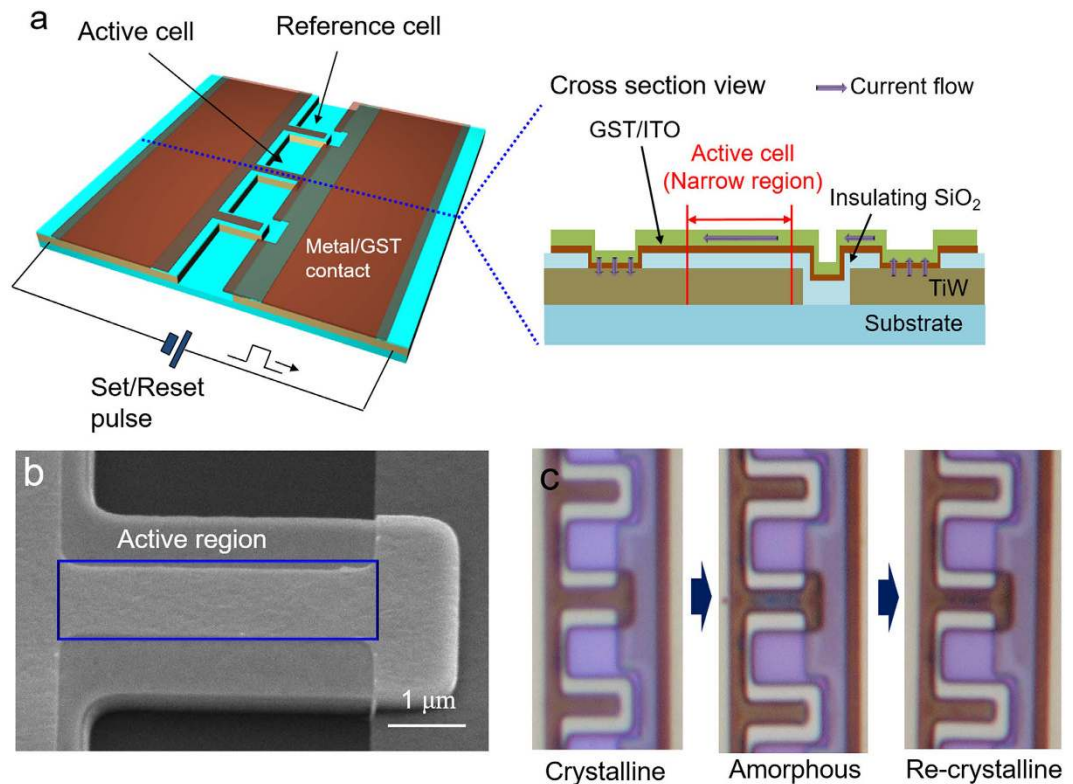 a
Active cell
Reference cell
Metal/GST
contact
Set/Reset
pulse
Cross section view
Current flow
GST/ITO
Active cell
(Narrow region)
Insulating SiO₂
TiW
Substrate
b
Active region
1 μm
c
Crystalline
Amorphous
Re-crystalline